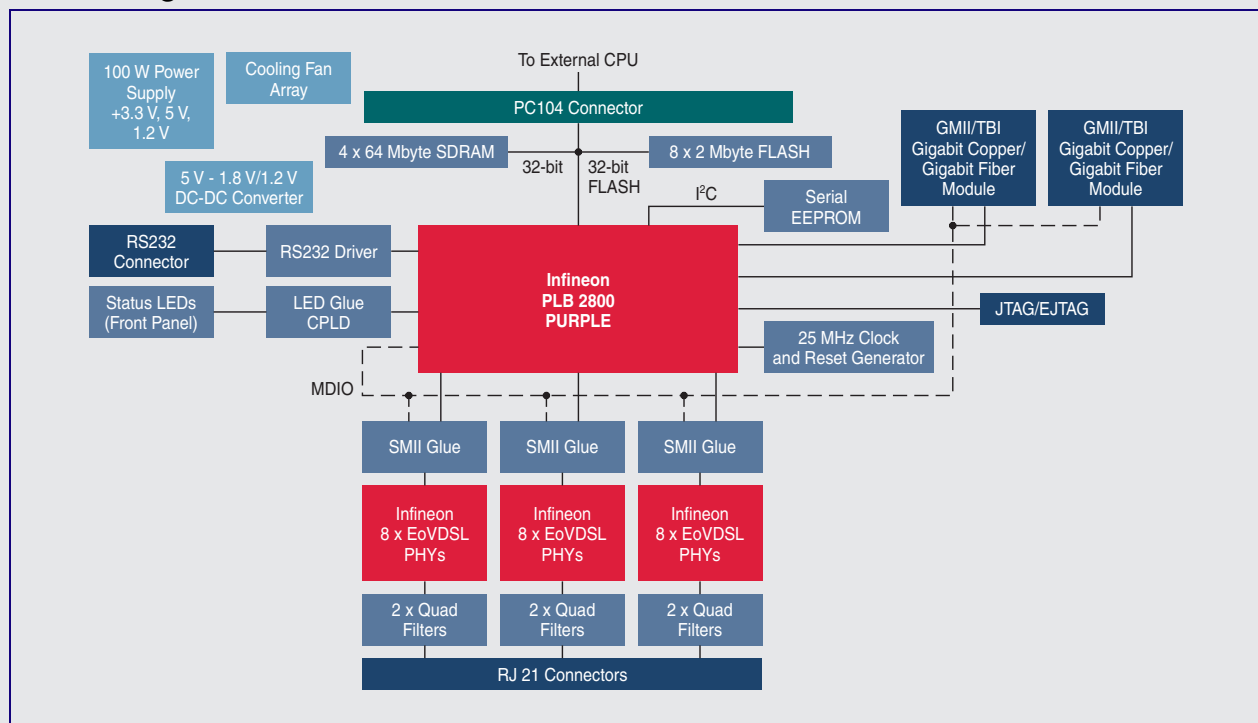 To External CPU
100 W Power
Supply
+3.3 V, 5 V,
1.2 V
Cooling Fan
Array
PC104 Connector
4 x 64 Mbyte SDRAM
8 x 2 Mbyte FLASH
32-bit
32-bit
FLASH
GMII/TBI
Gigabit Copper/
Gigabit Fiber
Module
GMII/TBI
Gigabit Copper/
Gigabit Fiber
Module
5 V - 1.8 V/1.2 V
DC-DC Converter
I²C
Serial
EEPROM
RS232
Connector
RS232 Driver
Infineon
PLB 2800
PURPLE
Status LEDs
(Front Panel)
LED Glue
CPLD
JTAG/EJTAG
25 MHz Clock
and Reset Generator
MDIO
SMII Glue
SMII Glue
SMII Glue
Infineon
8 x EoVDSL
PHYs
Infineon
8 x EoVDSL
PHYs
Infineon
8 x EoVDSL
PHYs
2 x Quad
Filters
2 x Quad
Filters
2 x Quad
Filters
RJ 21 Connectors